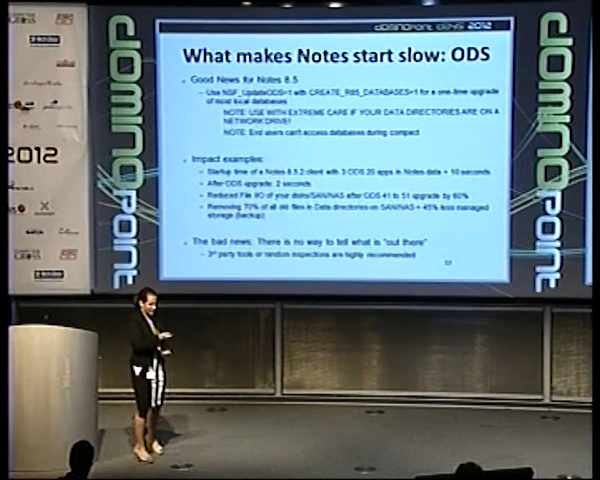 DOMINOPoint DAYS 2012
What makes Notes start slow: ODS
Good News for Notes 8.5
– Use NSF_UpdateODS=1 with CREATE_R85_DATABASES=1 for a one-time upgrade
of most local databases
NOTE: USE WITH EXTREME CARE IF YOUR DATA DIRECTORIES ARE ON A
NETWORK DRIVE!
NOTE: End users can't access databases during compact
Impact examples:
– Startup time of a Notes 8.5.2 client with 3 ODS 20 apps in Notes data = 10 seconds
– After ODS upgrade: 2 seconds
– Reduced File I/O of your disks/SAN/NAS after ODS 41 to 51 upgrade by 60%
– Removing 70% of all old files in Data directories on SAN/NAS = 45% less managed
storage (backup)
The bad news: There is no way to tell what is "out there"
– 3rd party tools or random inspections are highly recommended
DOMINO
POINT
DOMINO
POINT
2012